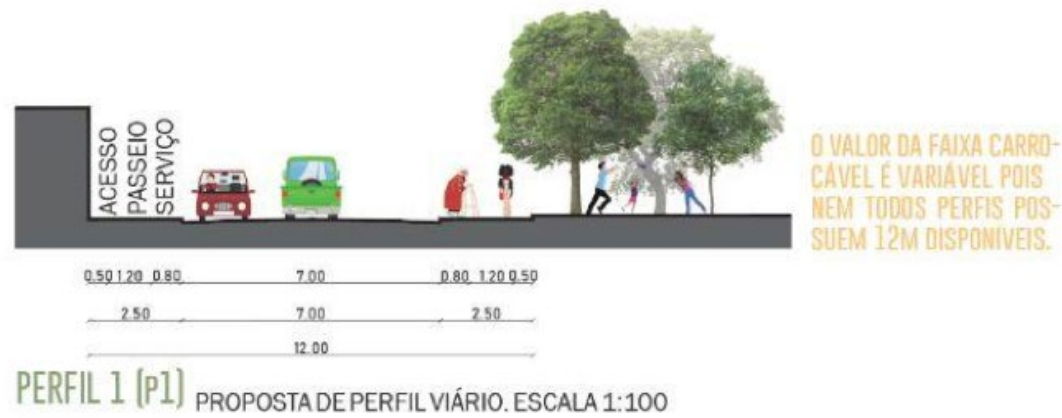 ACESSO
PASSEIO
SERVIÇO
O VALOR DA FAIXA CARRO-
CÁVEL É VARIÁVEL POIS
NEM TODOS PERFIS POS-
SUEM 12M DISPONÍVEIS.
0.50 1.20 0.80 7.00 0.80 1.20 0.50
2.50 7.00 2.50
12.00
PERFIL 1 (P1) PROPOSTA DE PERFIL VIÁRIO. ESCALA 1:100